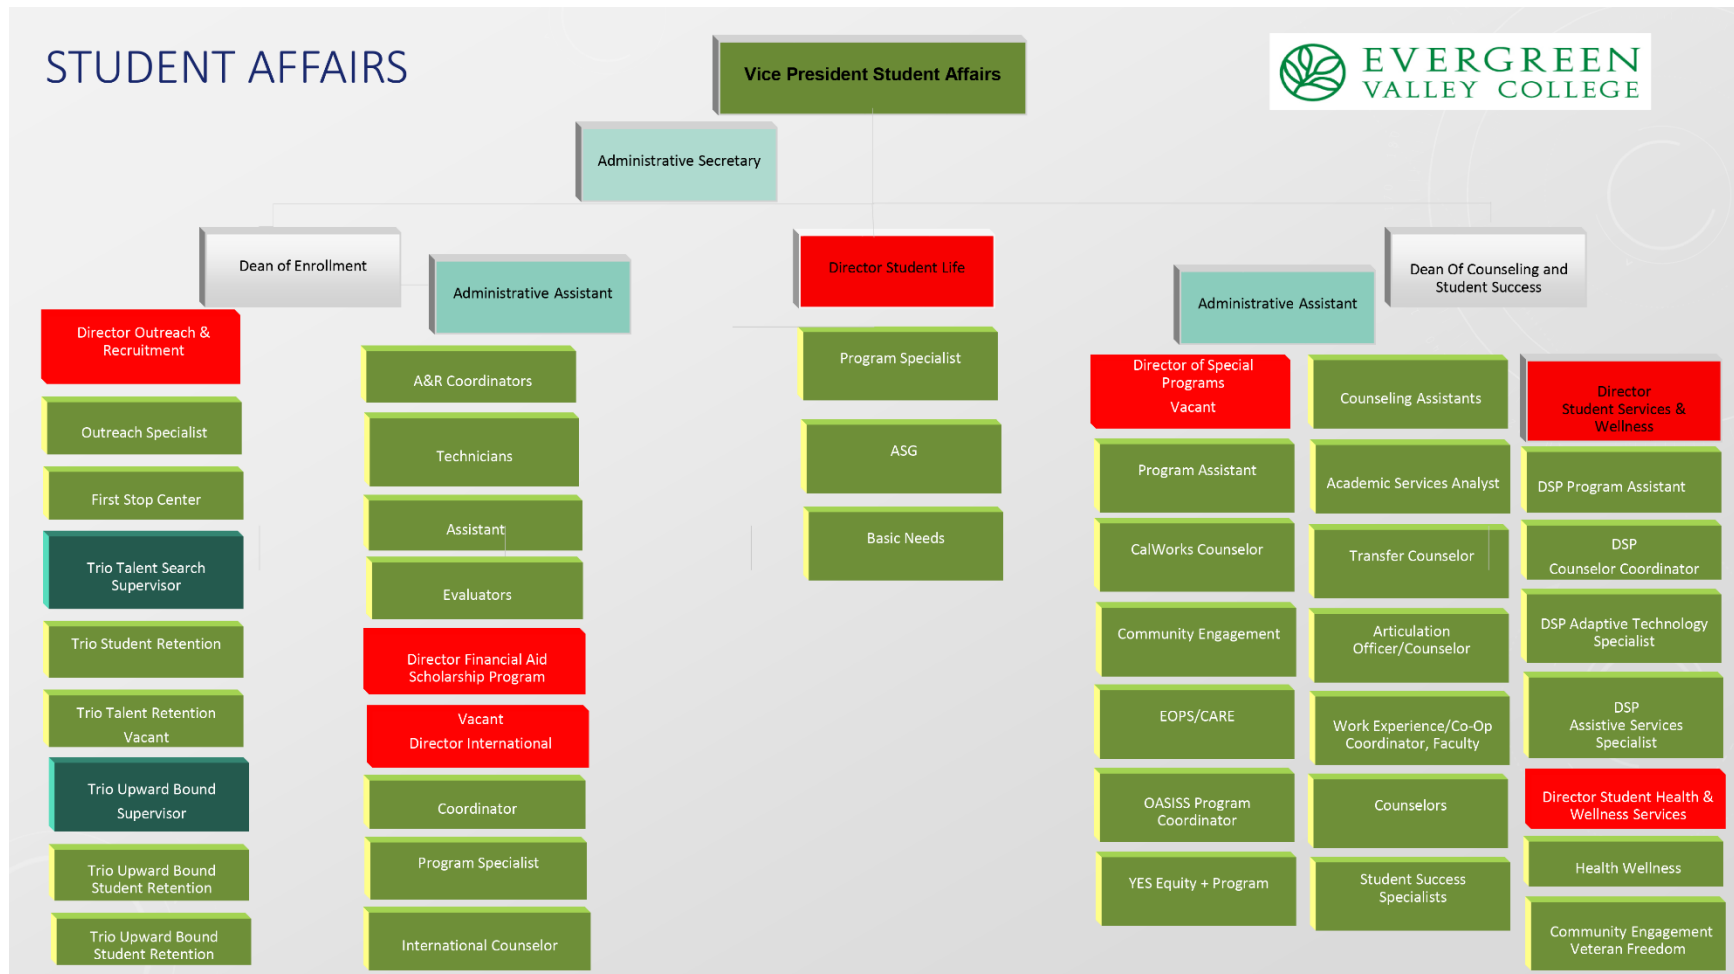 STUDENT AFFAIRS
Vice President Student Affairs
EVERGREEN
VALLEY COLLEGE
Administrative Secretary
Dean of Enrollment
Administrative Assistant
Director Outreach &
Recruitment
Outreach Specialist
First Stop Center
Trio Talent Search
Supervisor
Trio Student Retention
Trio Talent Retention
Vacant
Trio Upward Bound
Supervisor
Trio Upward Bound
Student Retention
Trio Upward Bound
Student Retention
A&R Coordinators
Technicians
Assistant
Evaluators
Director Financial Aid
Scholarship Program
Vacant
Director International
Coordinator
Program Specialist
International Counselor
Director Student Life
Program Specialist
ASG
Basic Needs
Dean Of Counseling and
Student Success
Administrative Assistant
Director of Special
Programs
Vacant
Program Assistant
CalWorks Counselor
Community Engagement
EOPS/CARE
OASISS Program
Coordinator
YES Equity + Program
Counseling Assistants
Academic Services Analyst
Transfer Counselor
Articulation
Officer/Counselor
Work Experience/Co-Op
Coordinator, Faculty
Counselors
Student Success
Specialists
Director
Student Services &
Wellness
DSP Program Assistant
DSP
Counselor Coordinator
DSP Adaptive Technology
Specialist
DSP
Assistive Services
Specialist
Director Student Health &
Wellness Services
Health Wellness
Community Engagement
Veteran Freedom